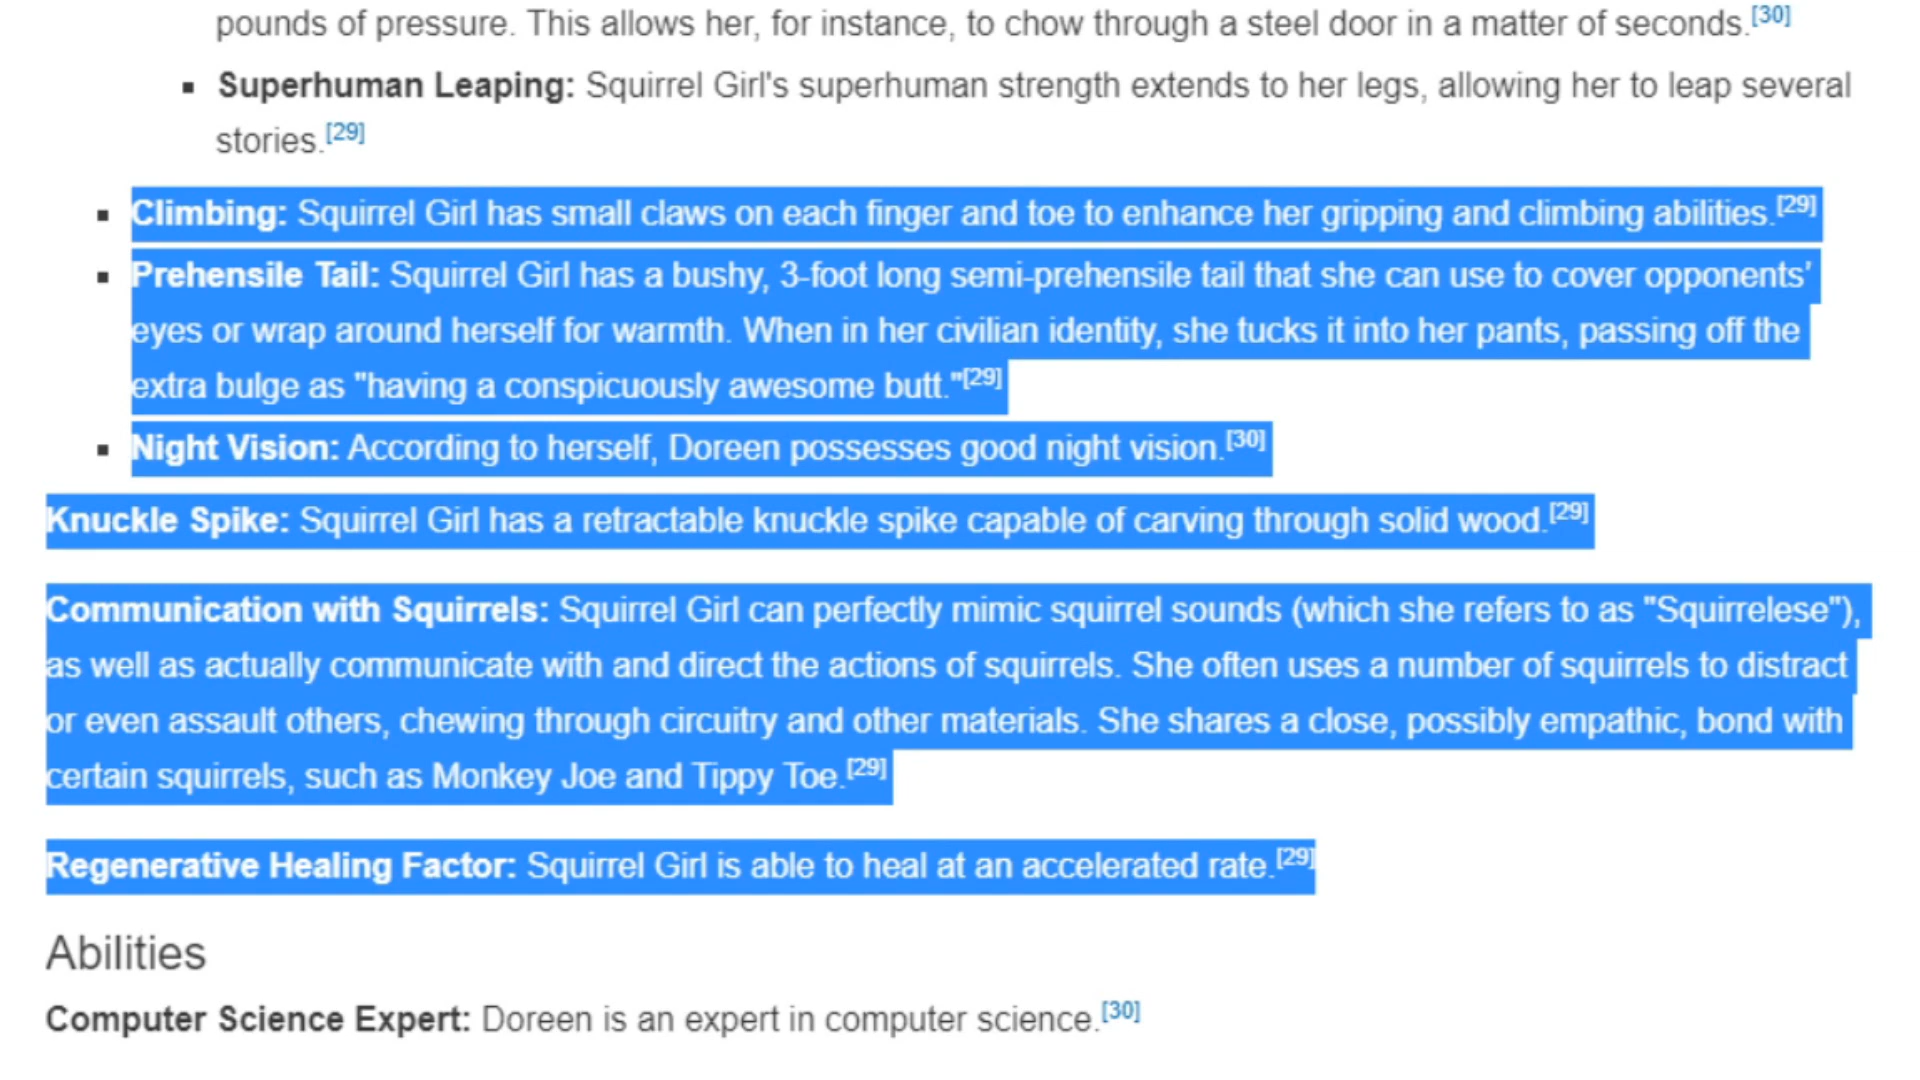 pounds of pressure. This allows her, for instance, to chow through a steel door in a matter of seconds.[30]
▪ Superhuman Leaping: Squirrel Girl's superhuman strength extends to her legs, allowing her to leap several
stories.[29]
▪ Climbing: Squirrel Girl has small claws on each finger and toe to enhance her gripping and climbing abilities.[29]
▪ Prehensile Tail: Squirrel Girl has a bushy, 3-foot long semi-prehensile tail that she can use to cover opponents'
eyes or wrap around herself for warmth. When in her civilian identity, she tucks it into her pants, passing off the
extra bulge as "having a conspicuously awesome butt."[29]
▪ Night Vision: According to herself, Doreen possesses good night vision.[30]
Knuckle Spike: Squirrel Girl has a retractable knuckle spike capable of carving through solid wood.[29]
Communication with Squirrels: Squirrel Girl can perfectly mimic squirrel sounds (which she refers to as "Squirrelese"),
as well as actually communicate with and direct the actions of squirrels. She often uses a number of squirrels to distract
or even assault others, chewing through circuitry and other materials. She shares a close, possibly empathic, bond with
certain squirrels, such as Monkey Joe and Tippy Toe.[29]
Regenerative Healing Factor: Squirrel Girl is able to heal at an accelerated rate.[29]
Abilities
Computer Science Expert: Doreen is an expert in computer science.[30]